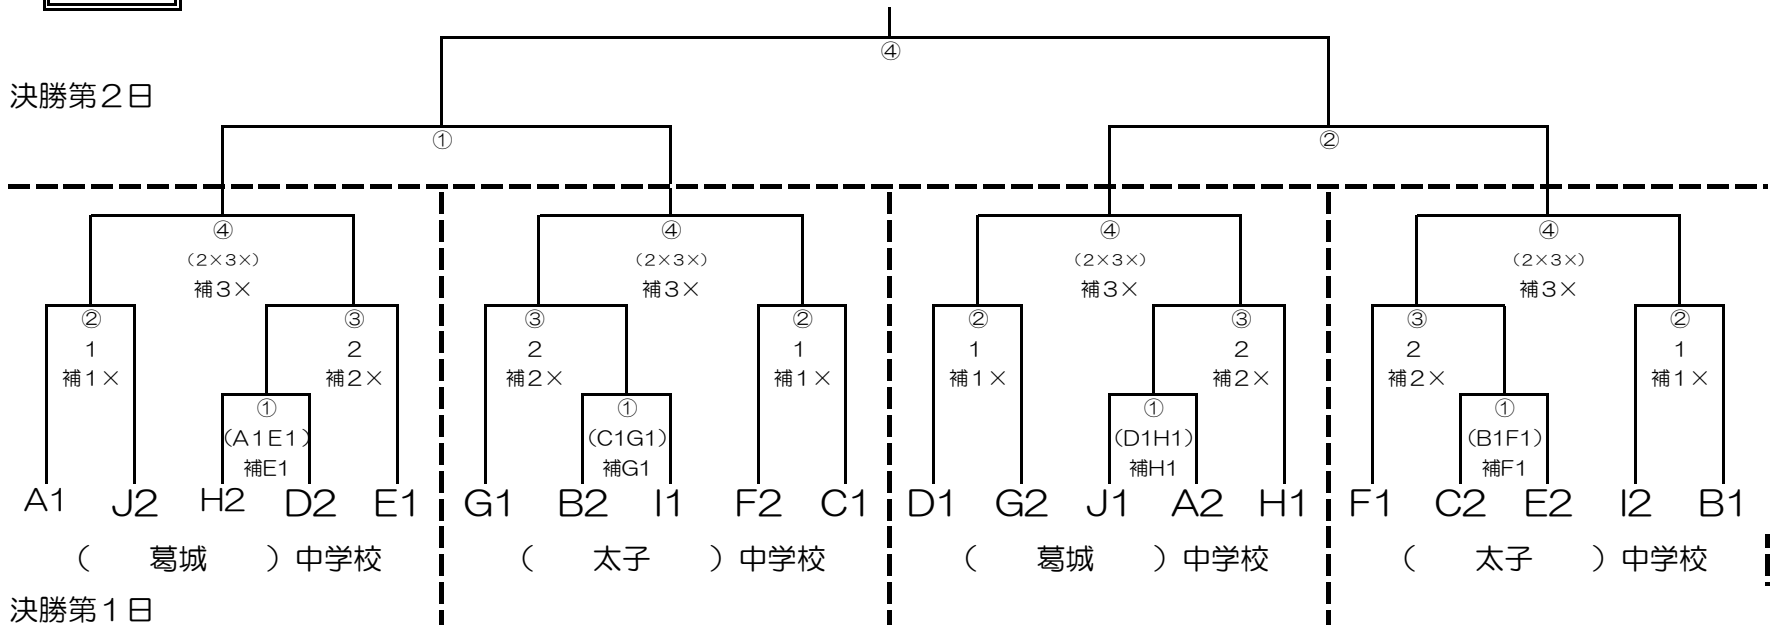 ④
決勝第２日
① ②
④ ④ ④ ④
（２×３×） （２×３×） （２×３×） （２×３×）
補３× 補３× 補３× 補３×
② ③ ③ ② ② ③ ③ ②
１ ２ ２ １ １ ２ ２ １
補１× 補２× 補２× 補１× 補１× 補２× 補２× 補１×
① ① ① ①
(A1E1) (C1G1) (D1H1) (B1F1)
補E1 補G1 補H1 補F1
A1 J2 H2 D2 E1 G1 B2 I1 F2 C1 D1 G2 J1 A2 H1 F1 C2 E2 I2 B1
（ 葛城 ）中学校 （ 太子 ）中学校 （ 葛城 ）中学校 （ 太子 ）中学校
決勝第１日